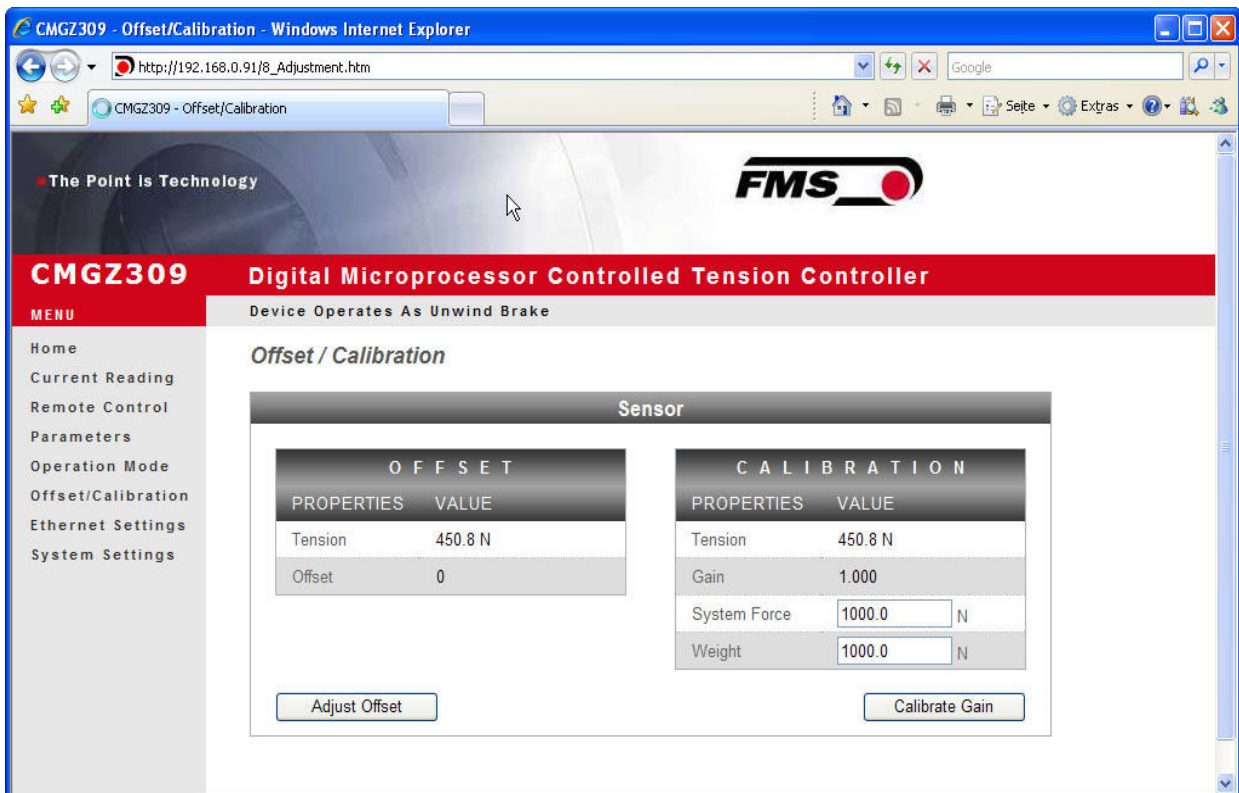 CMGZ309 - Offset/Calibration - Windows Internet Explorer
http://192.168.0.91/8_Adjustment.htm
Google
CMGZ309 - Offset/Calibration
Seite
Extras
The Point is Technology
FMS
CMGZ309
Digital Microprocessor Controlled Tension Controller
MENU
Device Operates As Unwind Brake
Home
Current Reading
Remote Control
Parameters
Operation Mode
Offset/Calibration
Ethernet Settings
System Settings
Offset / Calibration
Sensor
OFFSET
PROPERTIES VALUE
Tension 450.8 N
Offset 0
Adjust Offset
CALIBRATION
PROPERTIES VALUE
Tension 450.8 N
Gain 1.000
System Force 1000.0 N
Weight 1000.0 N
Calibrate Gain